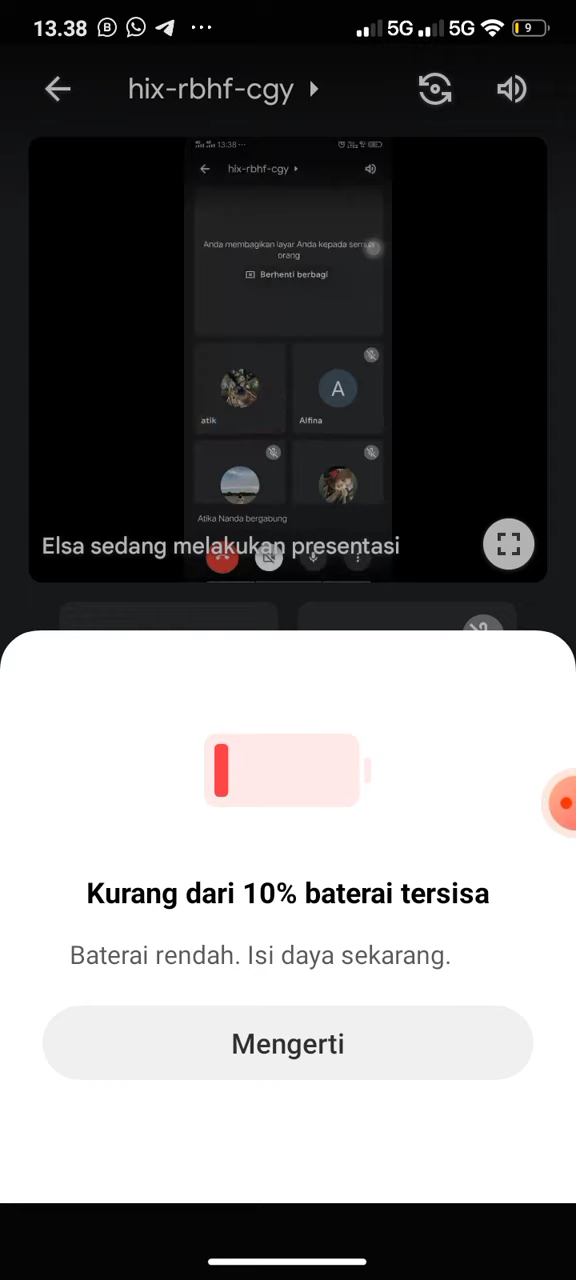 13.38
5G
5G
9
hix-rbhf-cgy
13:38
hix-rbhf-cgy
Anda membagikan layar Anda kepada semua
orang
Berhenti berbagi
A
atik
Alfina
Atika Nanda bergabung
Elsa sedang melakukan presentasi
Kurang dari 10% baterai tersisa
Baterai rendah. Isi daya sekarang.
Mengerti